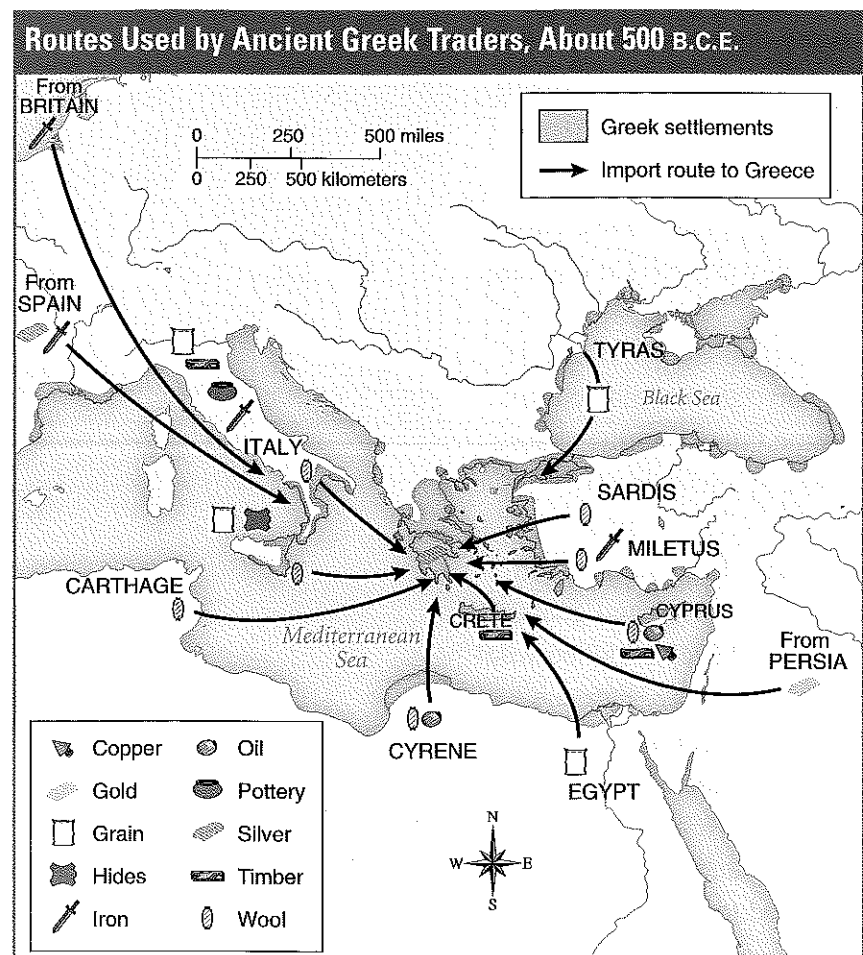 Routes Used by Ancient Greek Traders, About 500 B.C.E.
From
BRITAIN
0 250 500 miles
0 250 500 kilometers
Greek settlements
Import route to Greece
From
SPAIN
TYRAS
Black Sea
ITALY
SARDIS
MILETUS
CARTHAGE
CRETE
CYPRUS
Mediterranean
Sea
From
PERSIA
CYRENE
EGYPT
Copper
Oil
Gold
Pottery
Grain
Silver
Hides
Timber
Iron
Wool
N
W E
S